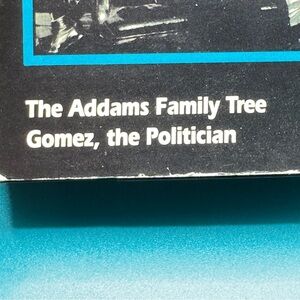 The Addams Family Tree
Gomez, the Politician